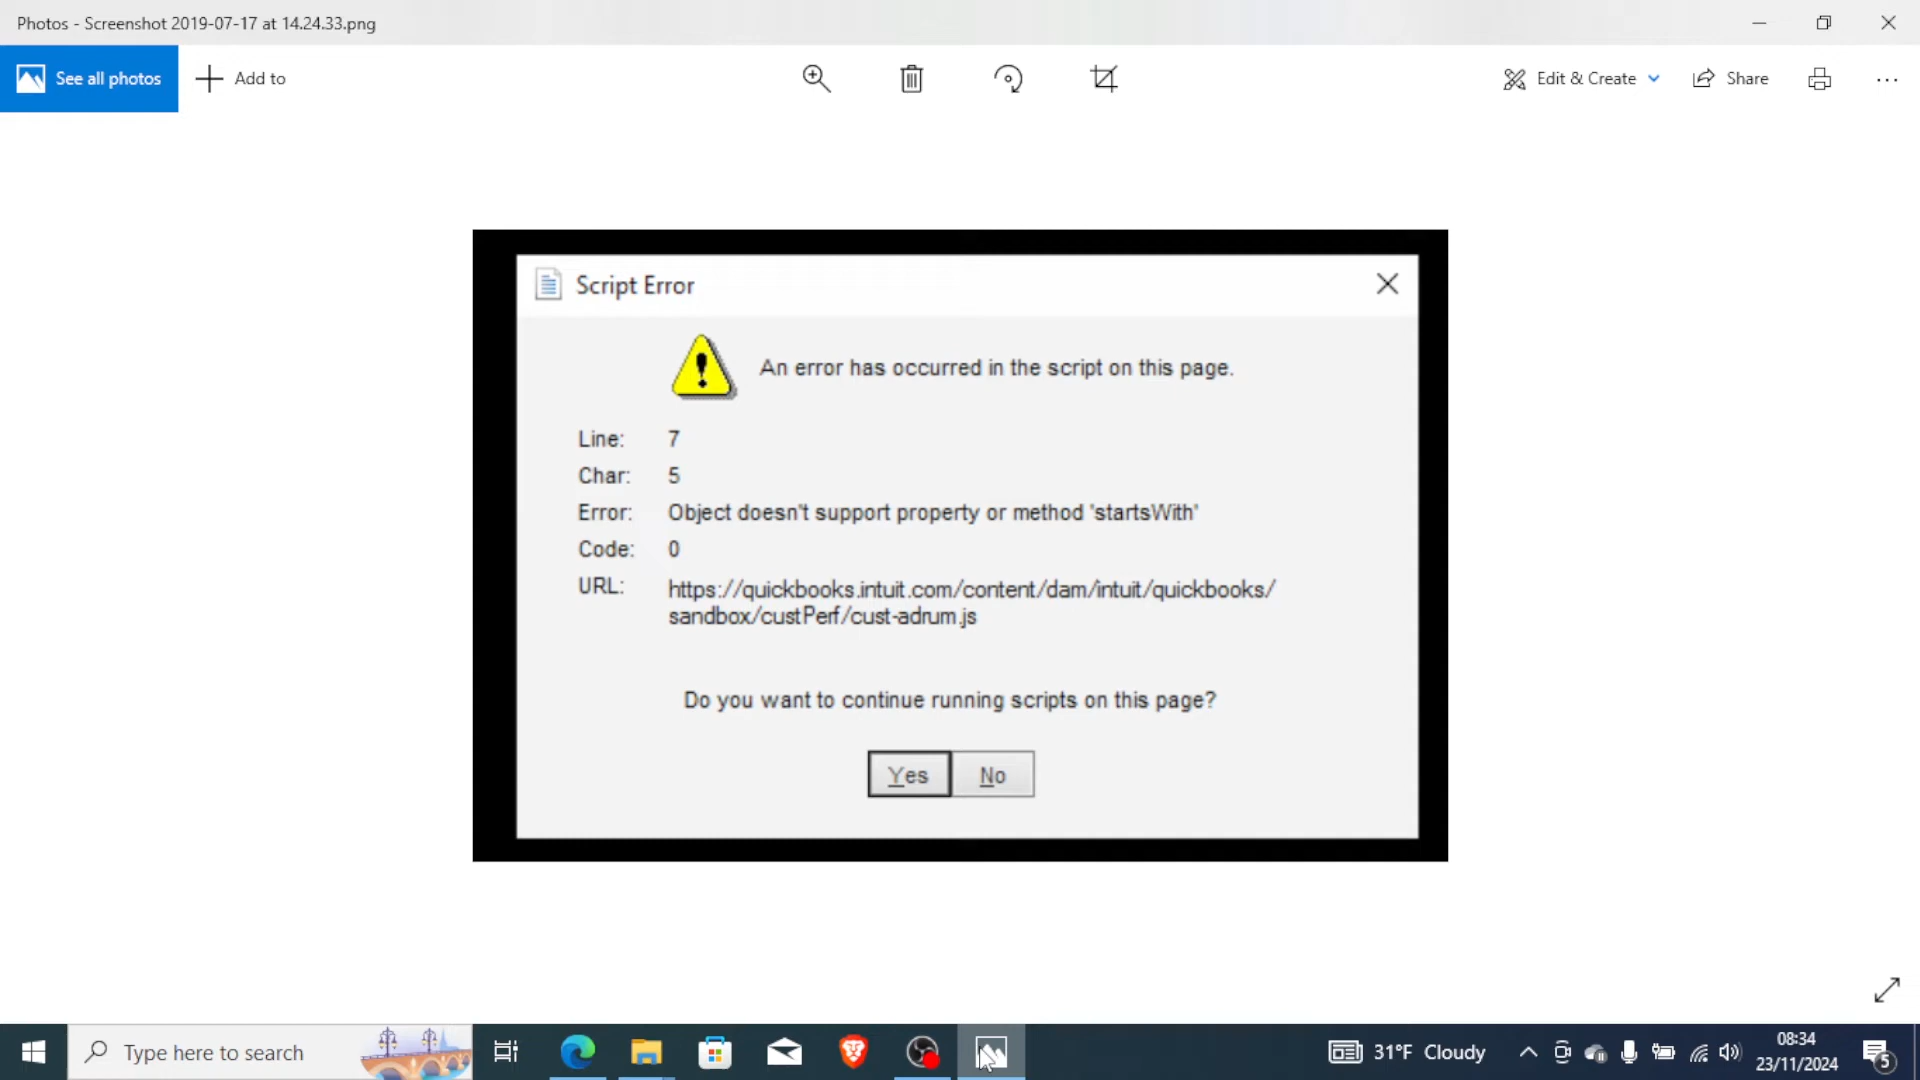 Photos - Screenshot 2019-07-17 at 14.24.33.png
See all photos
Add to
Edit & Create
Share
Script Error
An error has occurred in the script on this page.
Line: 7
Char: 5
Error: Object doesn't support property or method 'startsWith'
Code: 0
URL: https://quickbooks.intuit.com/content/dam/intuit/quickbooks/
sandbox/custPerf/cust-adrum.js
Do you want to continue running scripts on this page?
Yes No
Type here to search
31°F Cloudy
08:34
23/11/2024
5